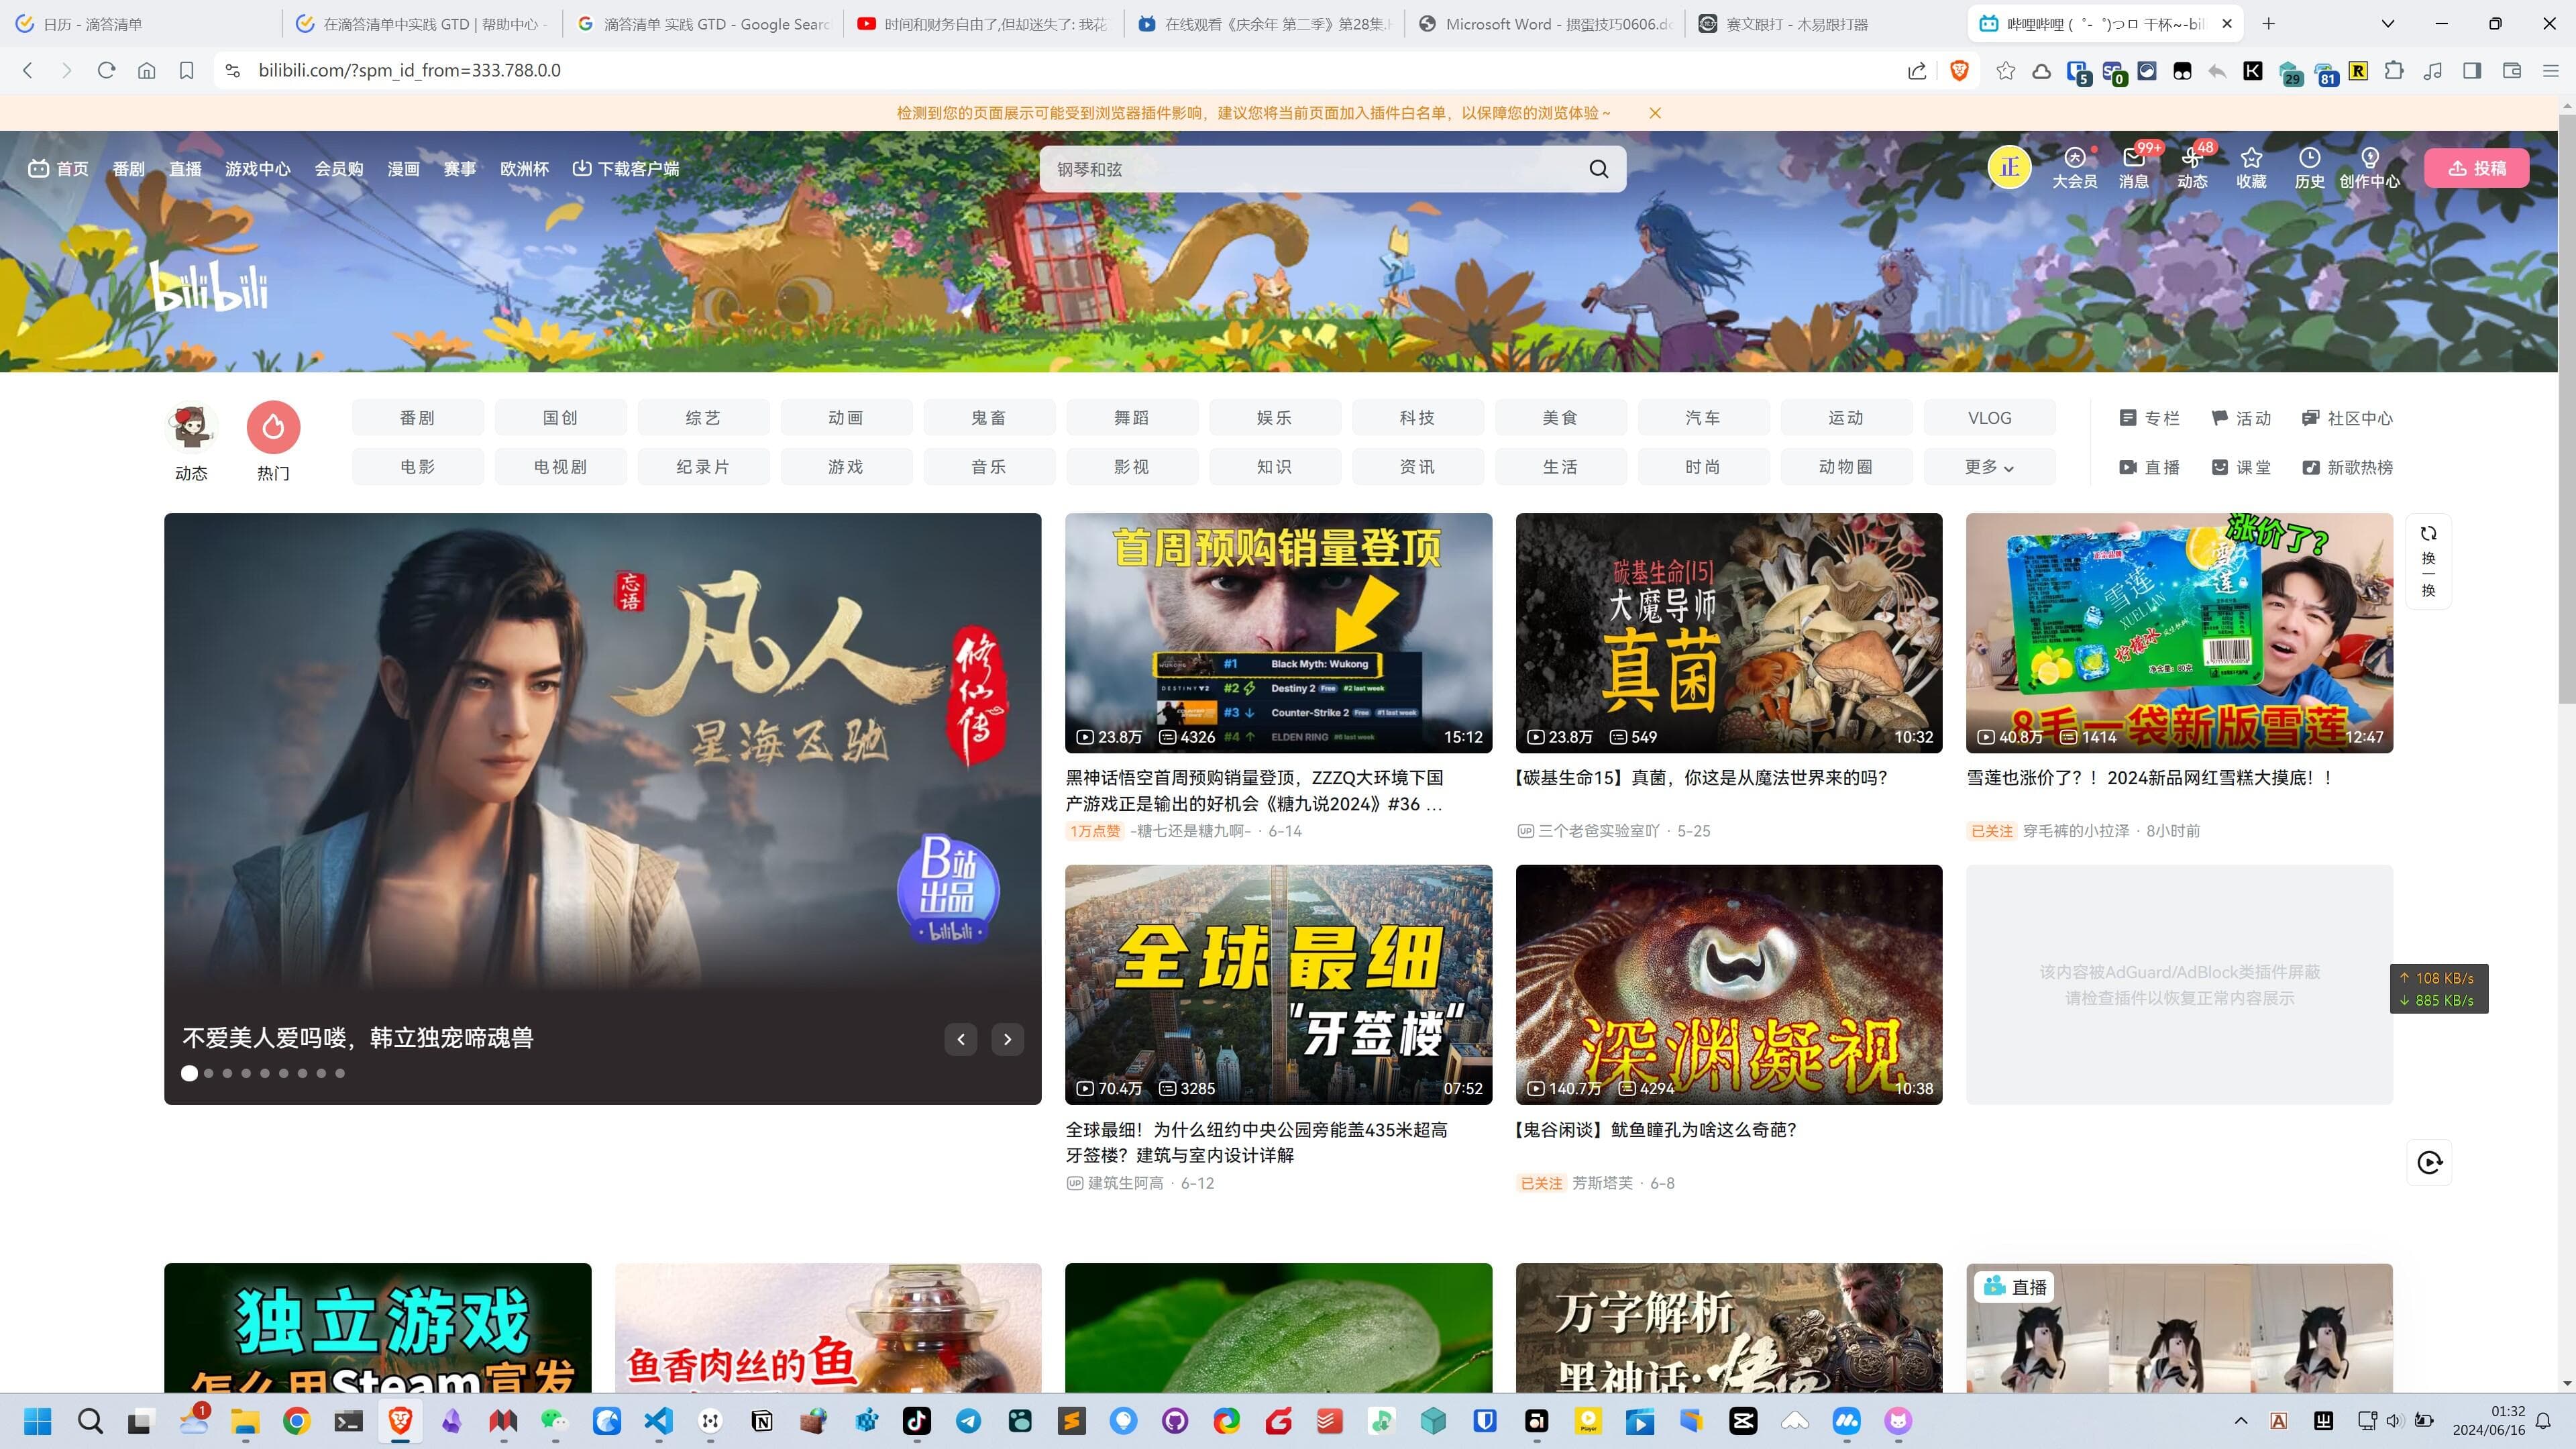 日历 - 滴答清单
在滴答清单中实践 GTD | 帮助中心 -
滴答清单 实践 GTD - Google Searc
时间和财务自由了,但却迷失了: 我花
在线观看《庆余年 第二季》第28集.
Microsoft Word - 掼蛋技巧0606.do
赛文跟打 - 木易跟打器
哔哩哔哩 ( ゜- ゜)つロ 干杯~-bil
bilibili.com/?spm_id_from=333.788.0.0
5
0
29
81
检测到您的页面展示可能受到浏览器插件影响，建议您将当前页面加入插件白名单，以保障您的浏览体验 ~
首页 番剧 直播 游戏中心 会员购 漫画 赛事 欧洲杯 下载客户端
钢琴和弦
正
大会员
99+
消息
48
动态
收藏
历史
创作中心
投稿
bilibili
动态
热门
番剧 国创 综艺 动画 鬼畜 舞蹈 娱乐 科技 美食 汽车 运动 VLOG
电影 电视剧 纪录片 游戏 音乐 影视 知识 资讯 生活 时尚 动物圈 更多
专栏 活动 社区中心
直播 课堂 新歌热榜
忘语
凡人
修仙传
星海飞驰
B站
出品
bilibili
不爱美人爱吗喽，韩立独宠啼魂兽
首周预购销量登顶
#1 Black Myth: Wukong
DESTINY 2 #2 Destiny 2 Free #2 last week
#3 Counter-Strike 2 Free #1 last week
#4 ELDEN RING #6 last week
23.8万 4326 15:12
黑神话悟空首周预购销量登顶，ZZZQ大环境下国
产游戏正是输出的好机会《糖九说2024》#36 ...
1万点赞 -糖七还是糖九啊- · 6-14
碳基生命[15]
大魔导师
真菌
23.8万 549 10:32
【碳基生命15】真菌，你这是从魔法世界来的吗？
三个老爸实验室吖 · 5-25
涨价了?
雪莲
雪莲
XUELIAN
柠檬冰
8毛一袋新版雪莲
40.8万 1414 12:47
雪莲也涨价了？！2024新品网红雪糕大摸底！！
已关注 穿毛裤的小拉泽 · 8小时前
换一换
全球最细
"牙签楼"
70.4万 3285 07:52
全球最细！为什么纽约中央公园旁能盖435米超高
牙签楼？建筑与室内设计详解
建筑生阿高 · 6-12
深渊凝视
140.7万 4294 10:38
【鬼谷闲谈】鱿鱼瞳孔为啥这么奇葩？
已关注 芳斯塔芙 · 6-8
该内容被AdGuard/AdBlock类插件屏蔽
请检查插件以恢复正常内容展示
↑ 108 KB/s
↓ 885 KB/s
独立游戏
怎么用Steam宣发
鱼香肉丝的鱼
万字解析
黑神话:悟空
直播
1
01:32
2024/06/16